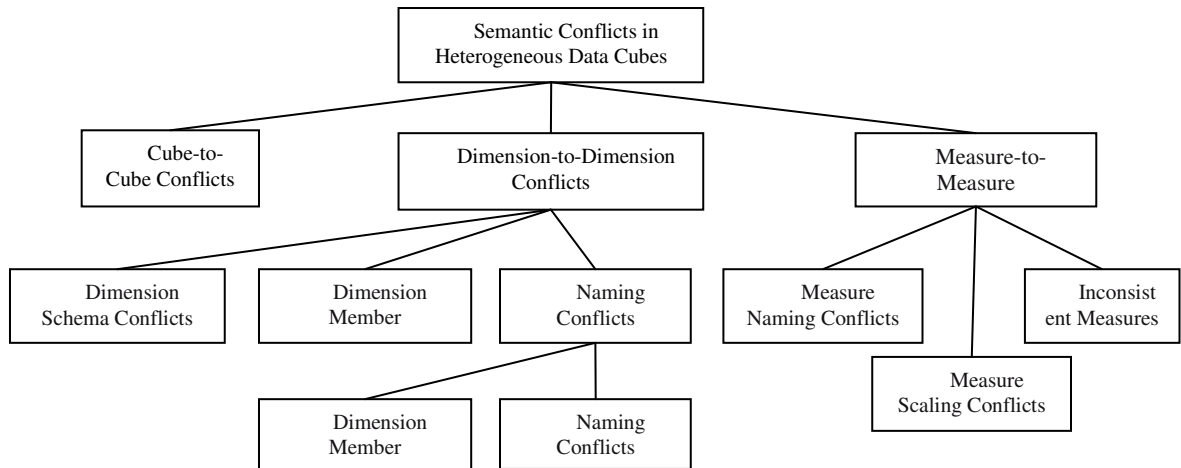 Semantic Conflicts in
Heterogeneous Data Cubes
Cube-to-
Cube Conflicts
Dimension-to-Dimension
Conflicts
Measure-to-
Measure
Dimension
Schema Conflicts
Dimension
Member
Naming
Conflicts
Measure
Naming Conflicts
Inconsist
ent Measures
Measure
Scaling Conflicts
Dimension
Member
Naming
Conflicts